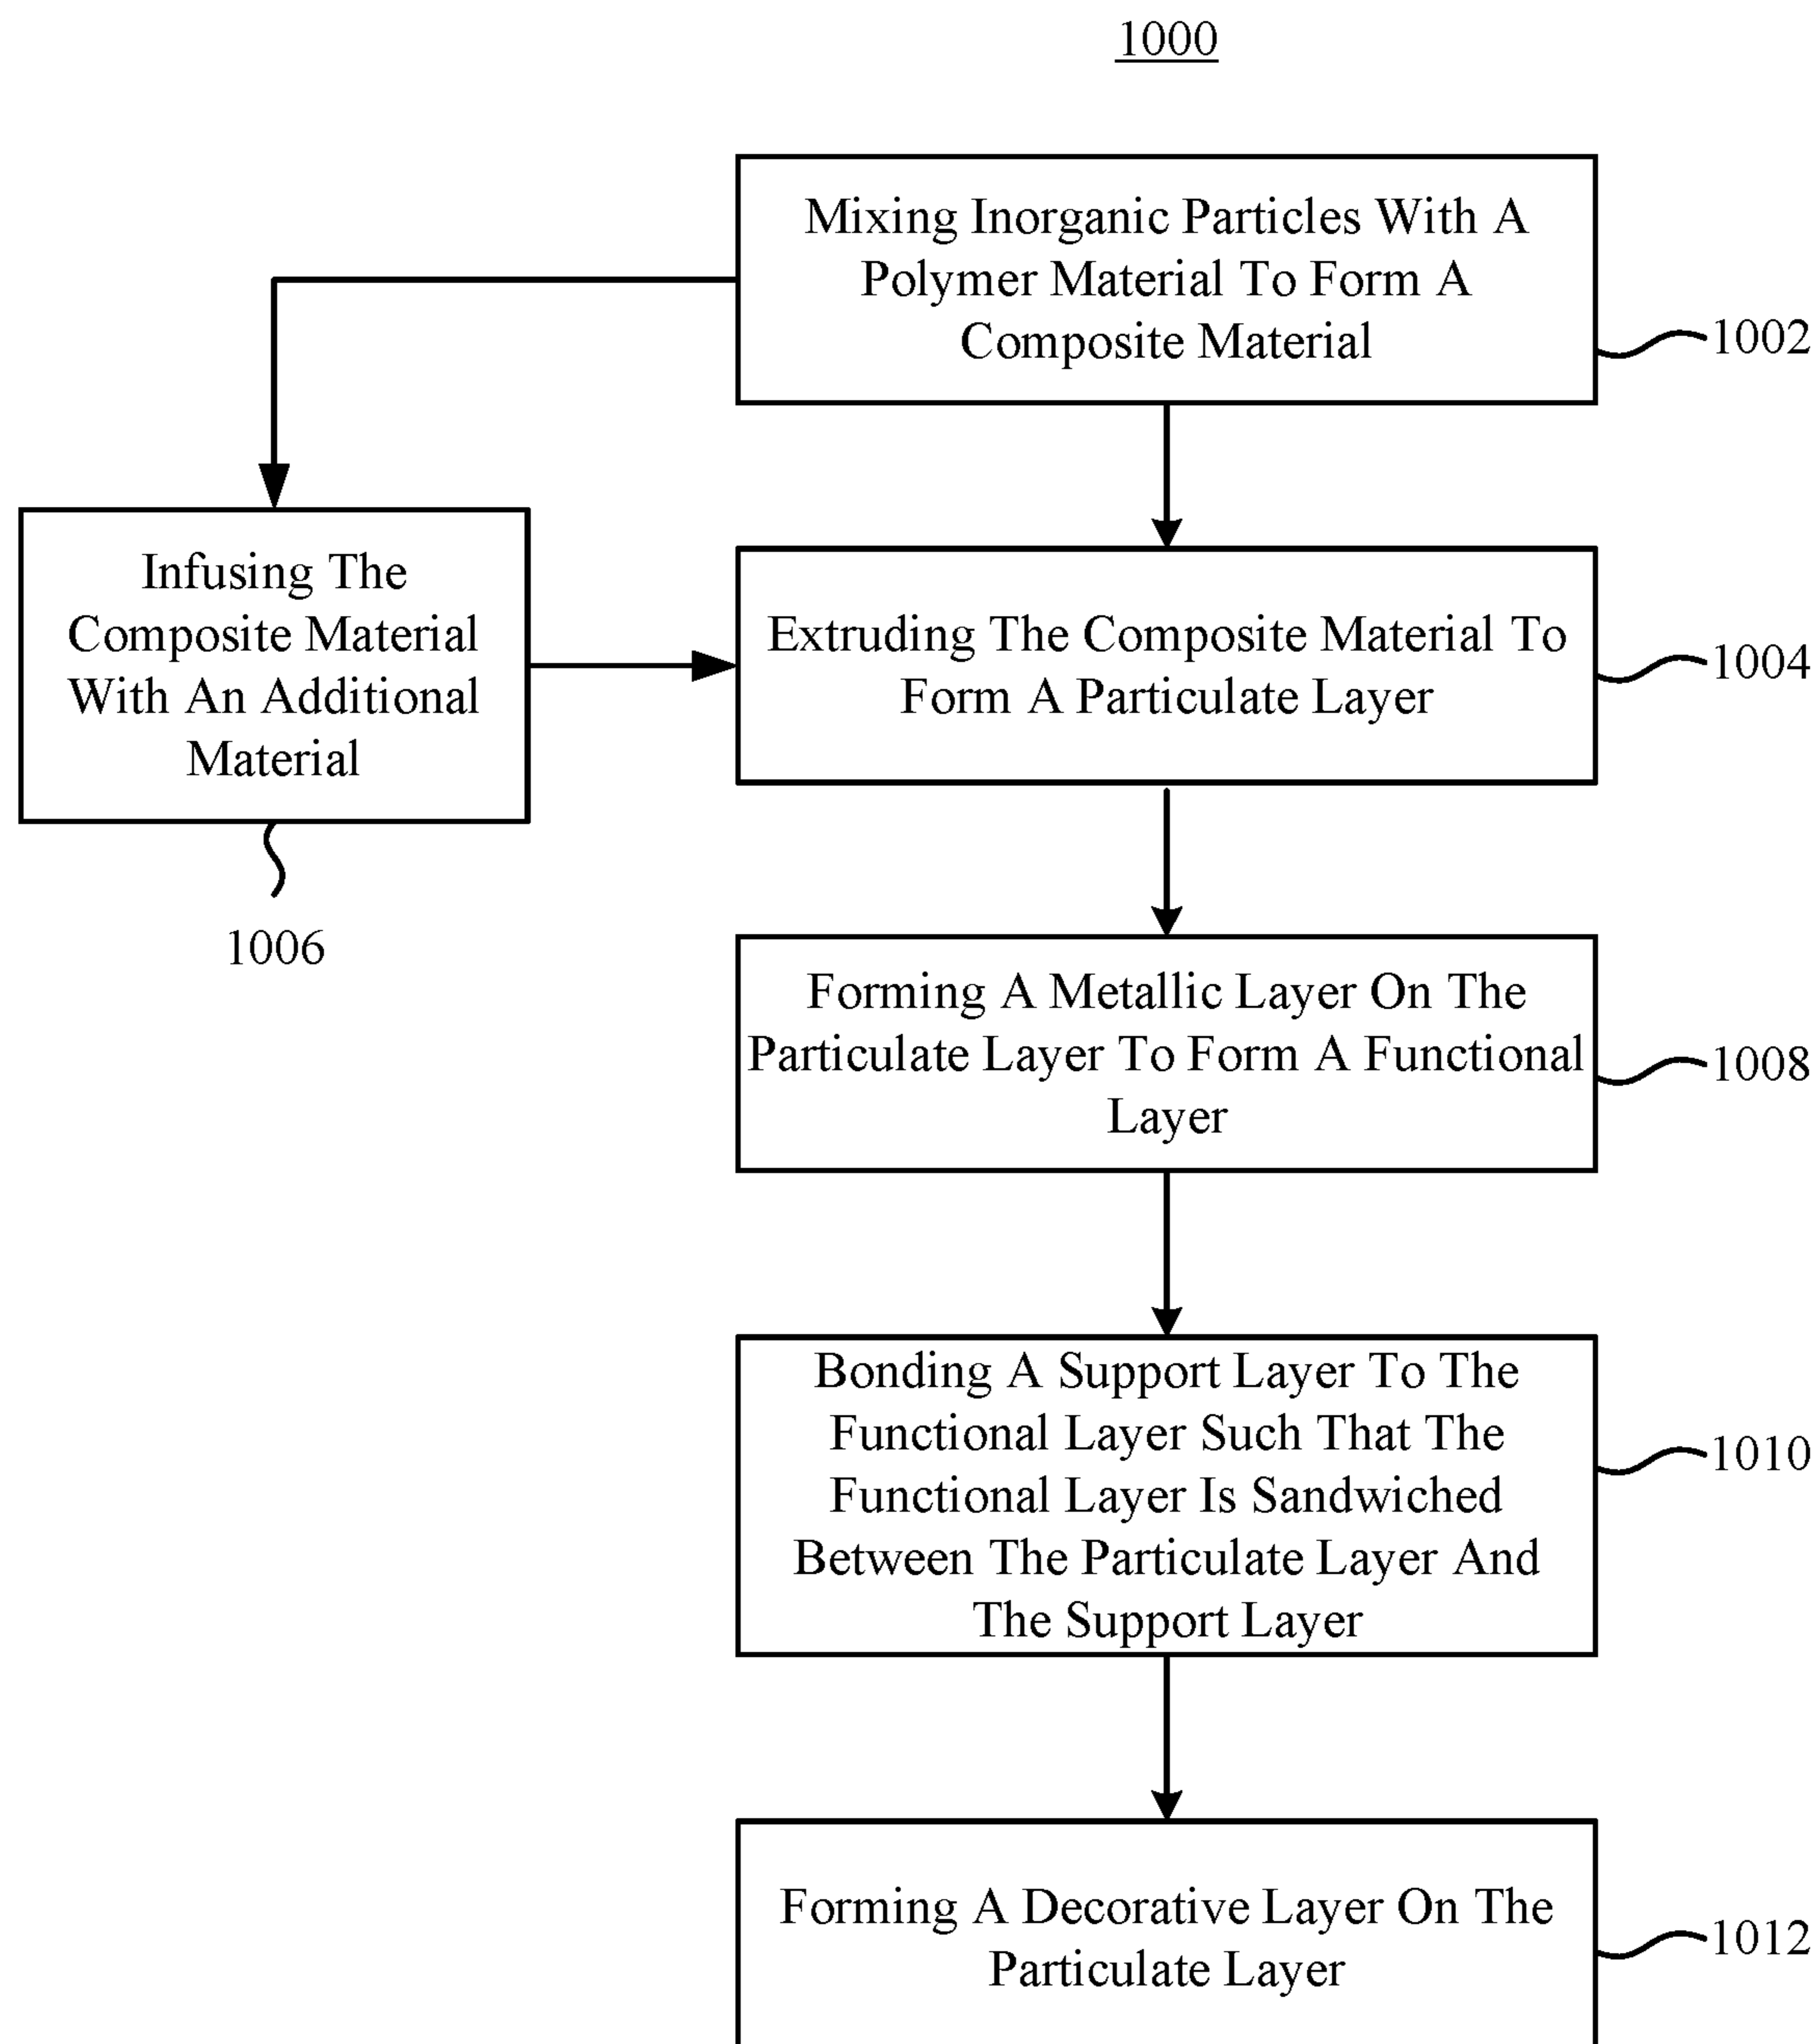 1000
Mixing Inorganic Particles With A
Polymer Material To Form A
Composite Material
1002
Infusing The
Composite Material
With An Additional
Material
1006
Extruding The Composite Material To
Form A Particulate Layer
1004
Forming A Metallic Layer On The
Particulate Layer To Form A Functional
Layer
1008
Bonding A Support Layer To The
Functional Layer Such That The
Functional Layer Is Sandwiched
Between The Particulate Layer And
The Support Layer
1010
Forming A Decorative Layer On The
Particulate Layer
1012